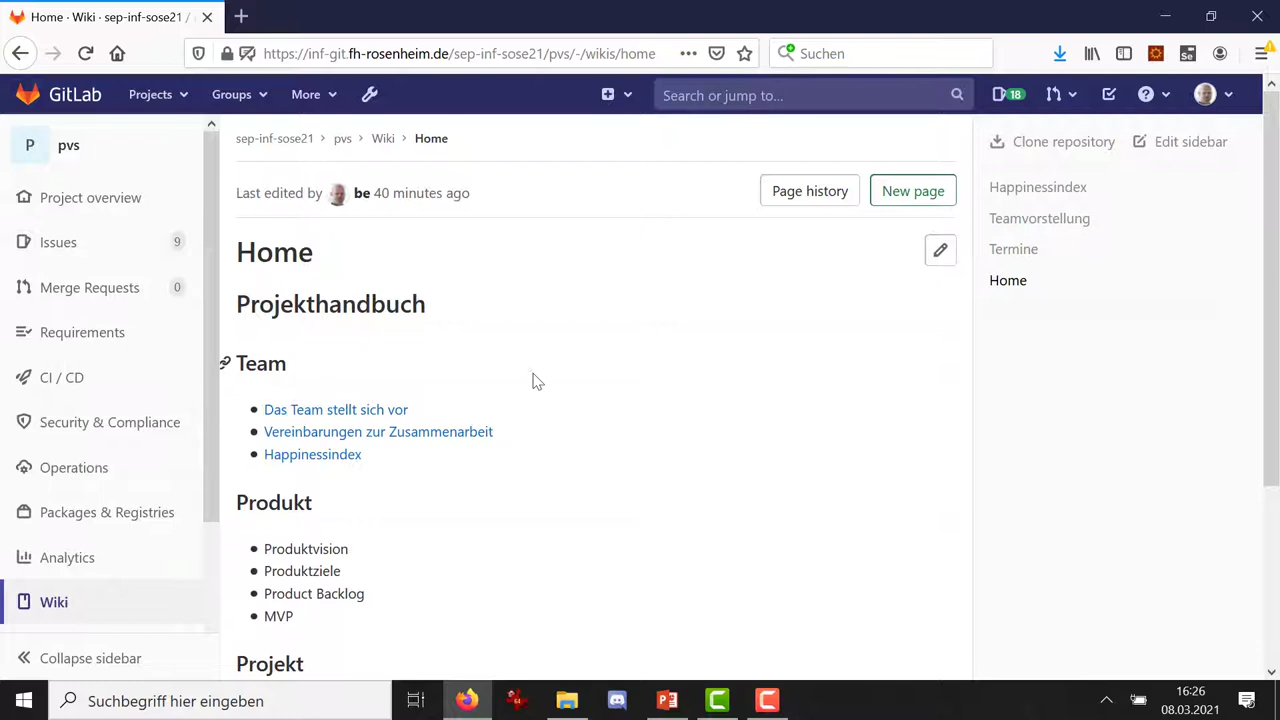 Home · Wiki · sep-inf-sose21 /
https://inf-git.fh-rosenheim.de/sep-inf-sose21/pvs/-/wikis/home
Suchen
GitLab
Projects
Groups
More
Search or jump to...
18
P
pvs
Project overview
Issues
9
Merge Requests
0
Requirements
CI / CD
Security & Compliance
Operations
Packages & Registries
Analytics
Wiki
Collapse sidebar
sep-inf-sose21 › pvs › Wiki › Home
Last edited by be 40 minutes ago
Page history
New page
Home
Projekthandbuch
Team
Das Team stellt sich vor
Vereinbarungen zur Zusammenarbeit
Happinessindex
Produkt
Produktvision
Produktziele
Product Backlog
MVP
Projekt
Clone repository
Edit sidebar
Happinessindex
Teamvorstellung
Termine
Home
Suchbegriff hier eingeben
16:26
08.03.2021